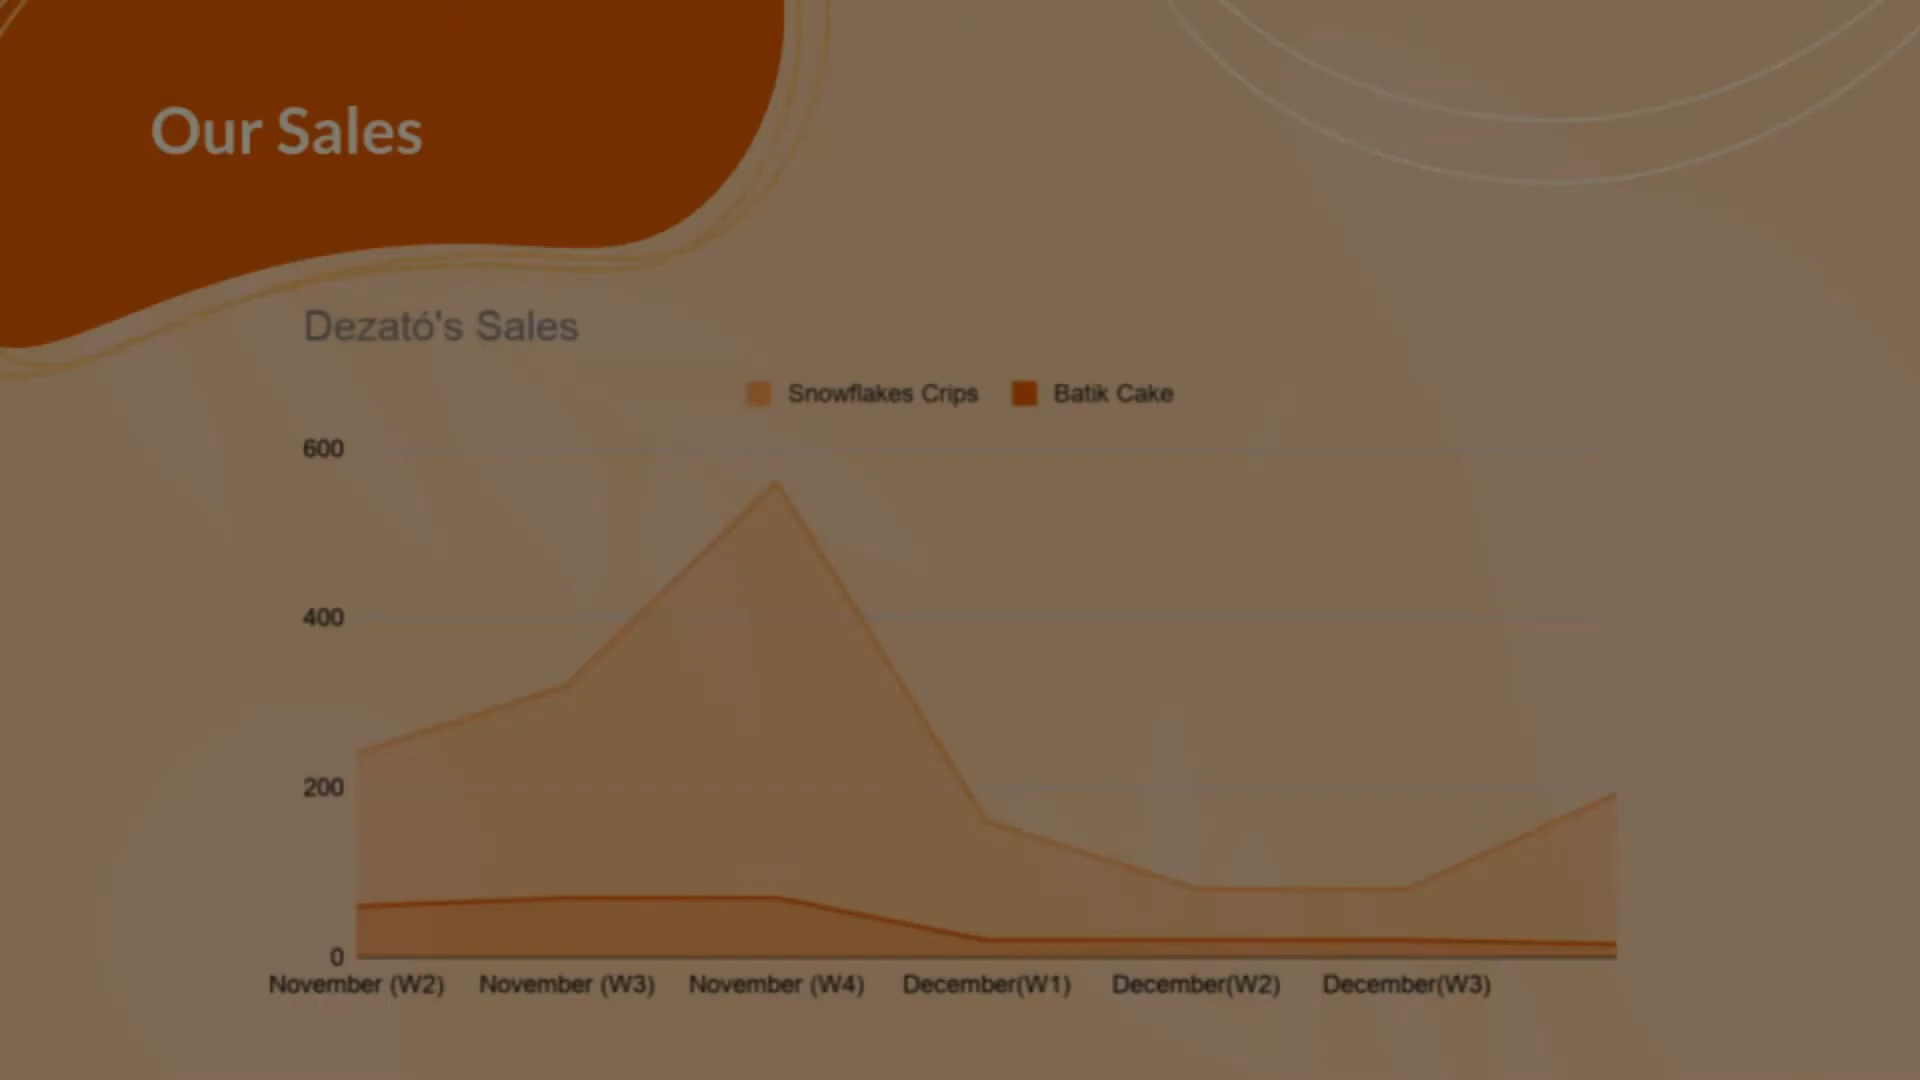 Our Sales
Dezató's Sales
Snowflakes Crips
Batik Cake
600
400
200
0
November (W2)
November (W3)
November (W4)
December(W1)
December(W2)
December(W3)